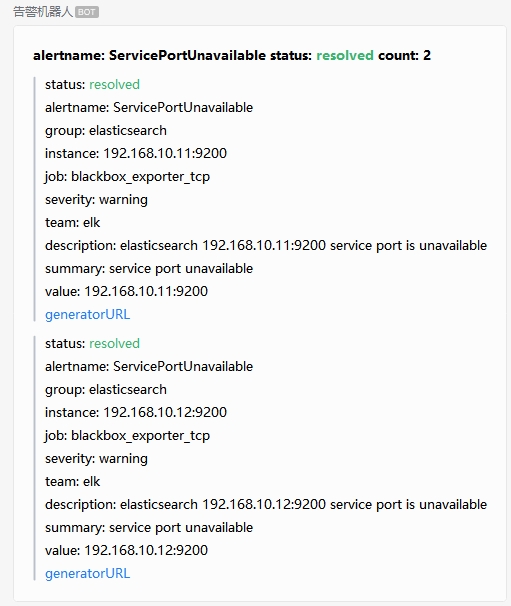 告警机器人 BOT
alertname: ServicePortUnavailable status: resolved count: 2
status: resolved
alertname: ServicePortUnavailable
group: elasticsearch
instance: 192.168.10.11:9200
job: blackbox_exporter_tcp
severity: warning
team: elk
description: elasticsearch 192.168.10.11:9200 service port is unavailable
summary: service port unavailable
value: 192.168.10.11:9200
generatorURL
status: resolved
alertname: ServicePortUnavailable
group: elasticsearch
instance: 192.168.10.12:9200
job: blackbox_exporter_tcp
severity: warning
team: elk
description: elasticsearch 192.168.10.12:9200 service port is unavailable
summary: service port unavailable
value: 192.168.10.12:9200
generatorURL